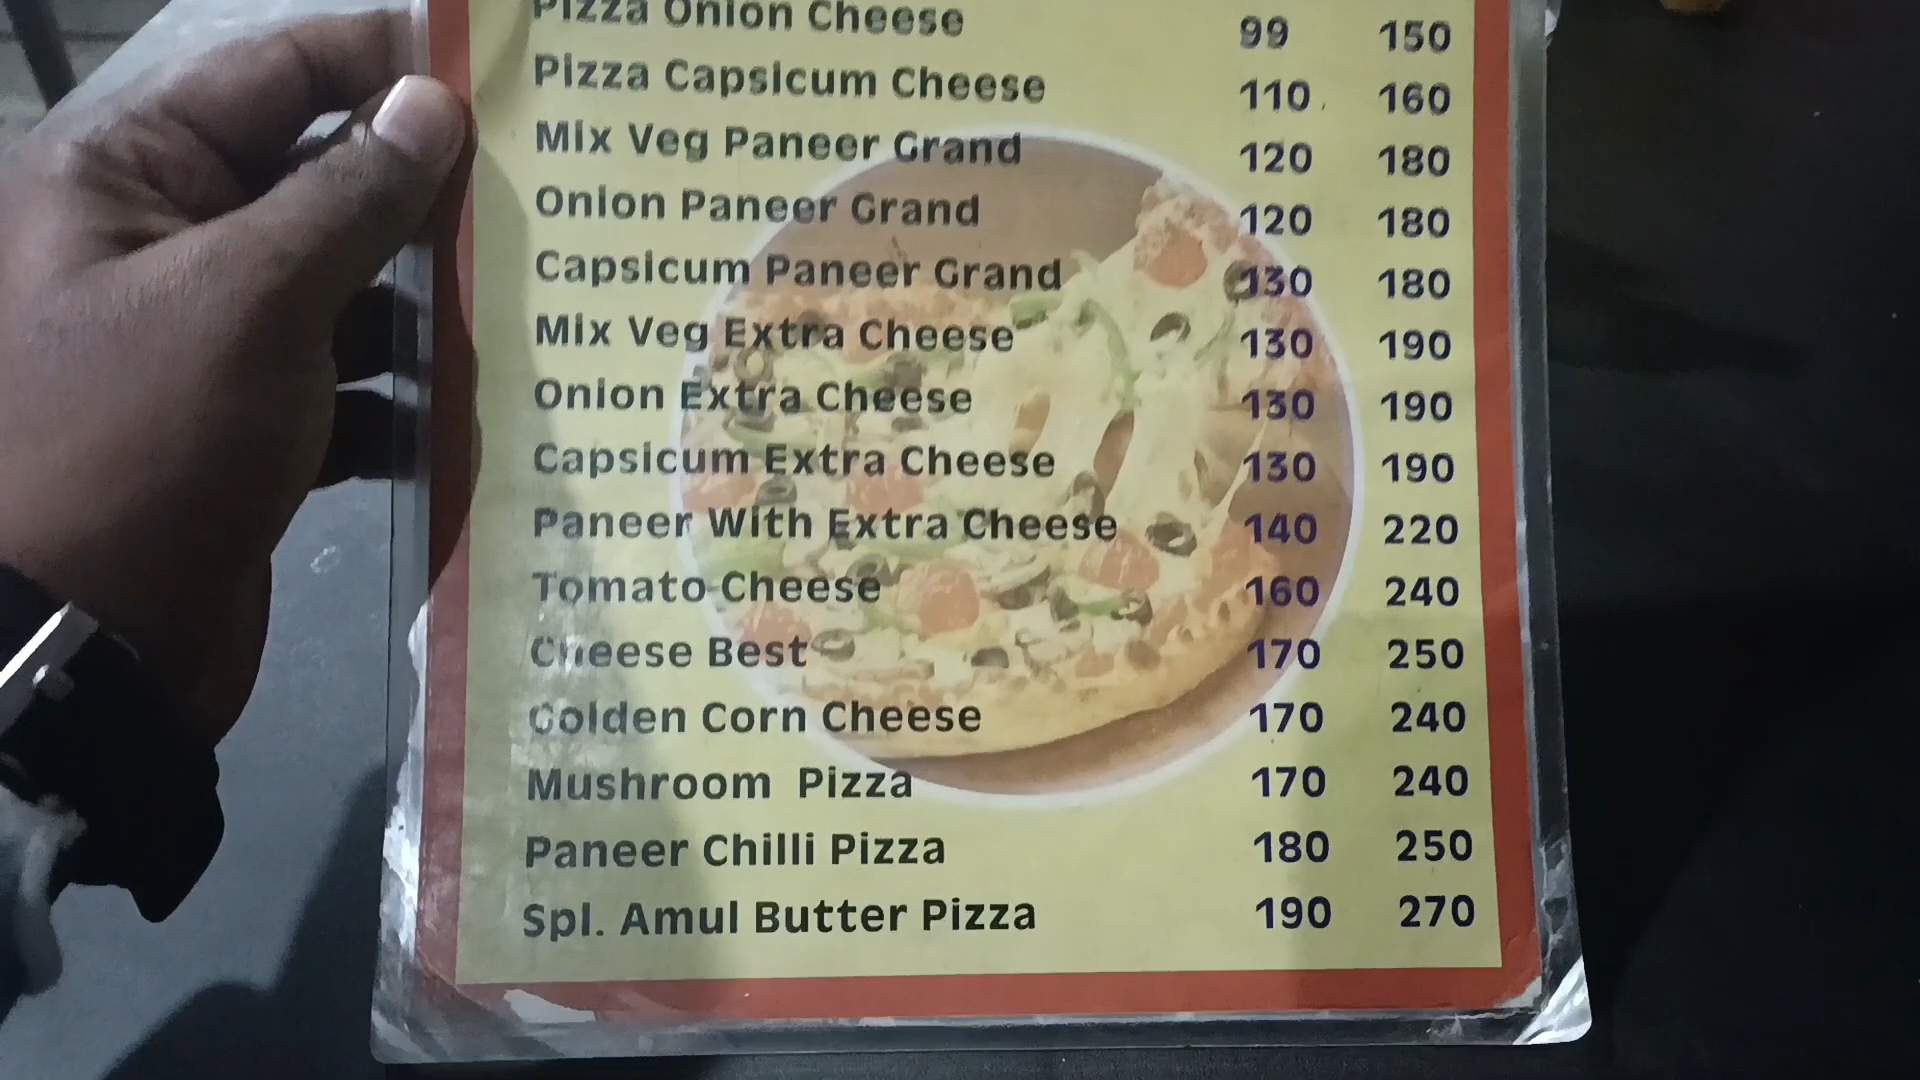 Pizza Onion Cheese 99 150
Pizza Capsicum Cheese 110 160
Mix Veg Paneer Grand 120 180
Onion Paneer Grand 120 180
Capsicum Paneer Grand 130 180
Mix Veg Extra Cheese 130 190
Onion Extra Cheese 130 190
Capsicum Extra Cheese 130 190
Paneer With Extra Cheese 140 220
Tomato Cheese 160 240
Cheese Best 170 250
Golden Corn Cheese 170 240
Mushroom Pizza 170 240
Paneer Chilli Pizza 180 250
Spl. Amul Butter Pizza 190 270